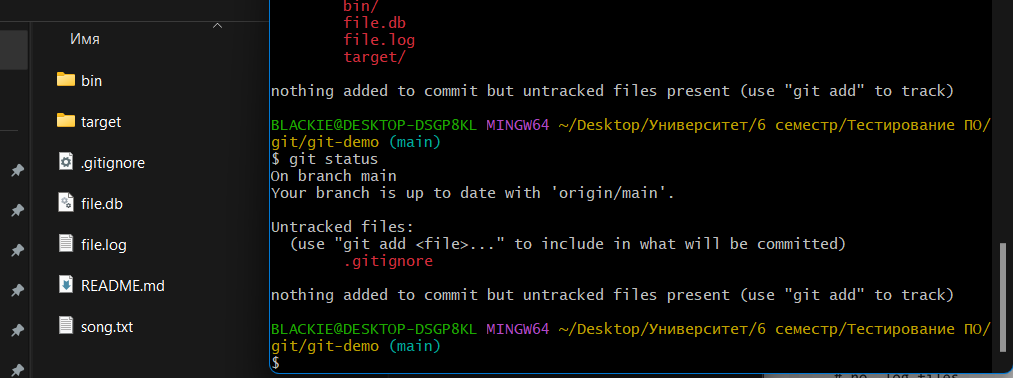 Имя
bin
target
.gitignore
file.db
file.log
README.md
song.txt
bin/
file.db
file.log
target/
nothing added to commit but untracked files present (use "git add" to track)
BLACKIE@DESKTOP-DSGP8KL MINGW64 ~/Desktop/Университет/6 семестр/Тестирование ПО/
git/git-demo (main)
$ git status
On branch main
Your branch is up to date with 'origin/main'.
Untracked files:
(use "git add <file>..." to include in what will be committed)
.gitignore
nothing added to commit but untracked files present (use "git add" to track)
BLACKIE@DESKTOP-DSGP8KL MINGW64 ~/Desktop/Университет/6 семестр/Тестирование ПО/
git/git-demo (main)
$